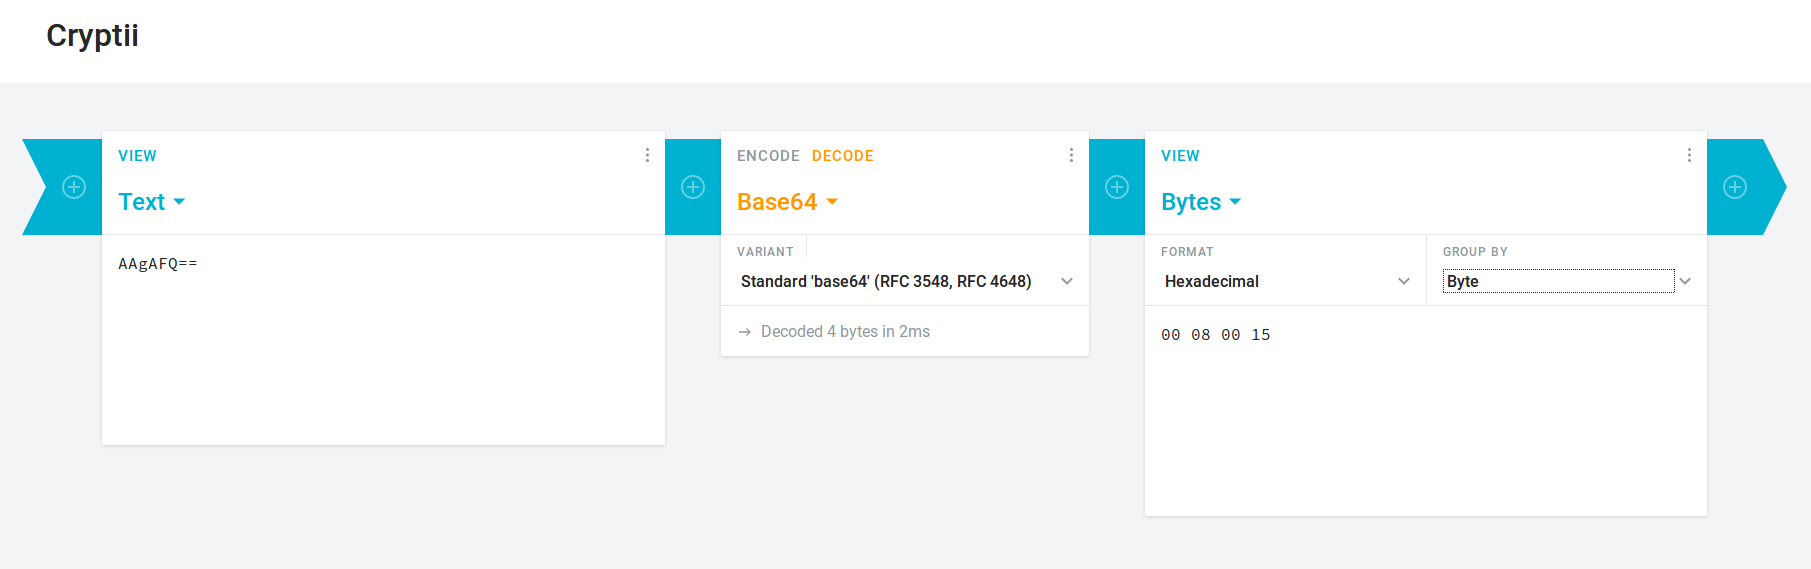 Cryptii
VIEW
Text
AAgAFQ==
ENCODE DECODE
Base64
VARIANT
Standard 'base64' (RFC 3548, RFC 4648)
→ Decoded 4 bytes in 2ms
VIEW
Bytes
FORMAT
Hexadecimal
GROUP BY
Byte
00 08 00 15